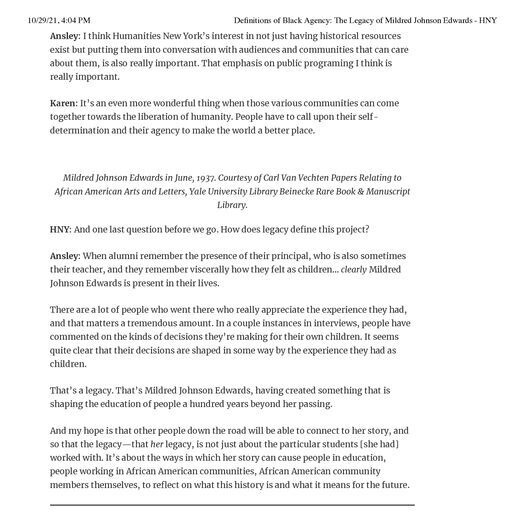 10/29/21, 4:04 PM Definitions of Black Agency: The Legacy of Mildred Johnson Edwards - HNY
Ansley: I think Humanities New York's interest in not just having historical resources
exist but putting them into conversation with audiences and communities that can care
about them, is also really important. That emphasis on public programing I think is
really important.
Karen: It's an even more wonderful thing when those various communities can come
together towards the liberation of humanity. People have to call upon their self-
determination and their agency to make the world a better place.
Mildred Johnson Edwards in June, 1937. Courtesy of Carl Van Vechten Papers Relating to
African American Arts and Letters, Yale University Library Beinecke Rare Book & Manuscript
Library.
HNY: And one last question before we go. How does legacy define this project?
Ansley: When alumni remember the presence of their principal, who is also sometimes
their teacher, and they remember viscerally how they felt as children... clearly Mildred
Johnson Edwards is present in their lives.
There are a lot of people who went there who really appreciate the experience they had,
and that matters a tremendous amount. In a couple instances in interviews, people have
commented on the kinds of decisions they're making for their own children. It seems
quite clear that their decisions are shaped in some way by the experience they had as
children.
That's a legacy. That's Mildred Johnson Edwards, having created something that is
shaping the education of people a hundred years beyond her passing.
And my hope is that other people down the road will be able to connect to her story, and
so that the legacy—that her legacy, is not just about the particular students [she had]
worked with. It's about the ways in which her story can cause people in education,
people working in African American communities, African American community
members themselves, to reflect on what this history is and what it means for the future.